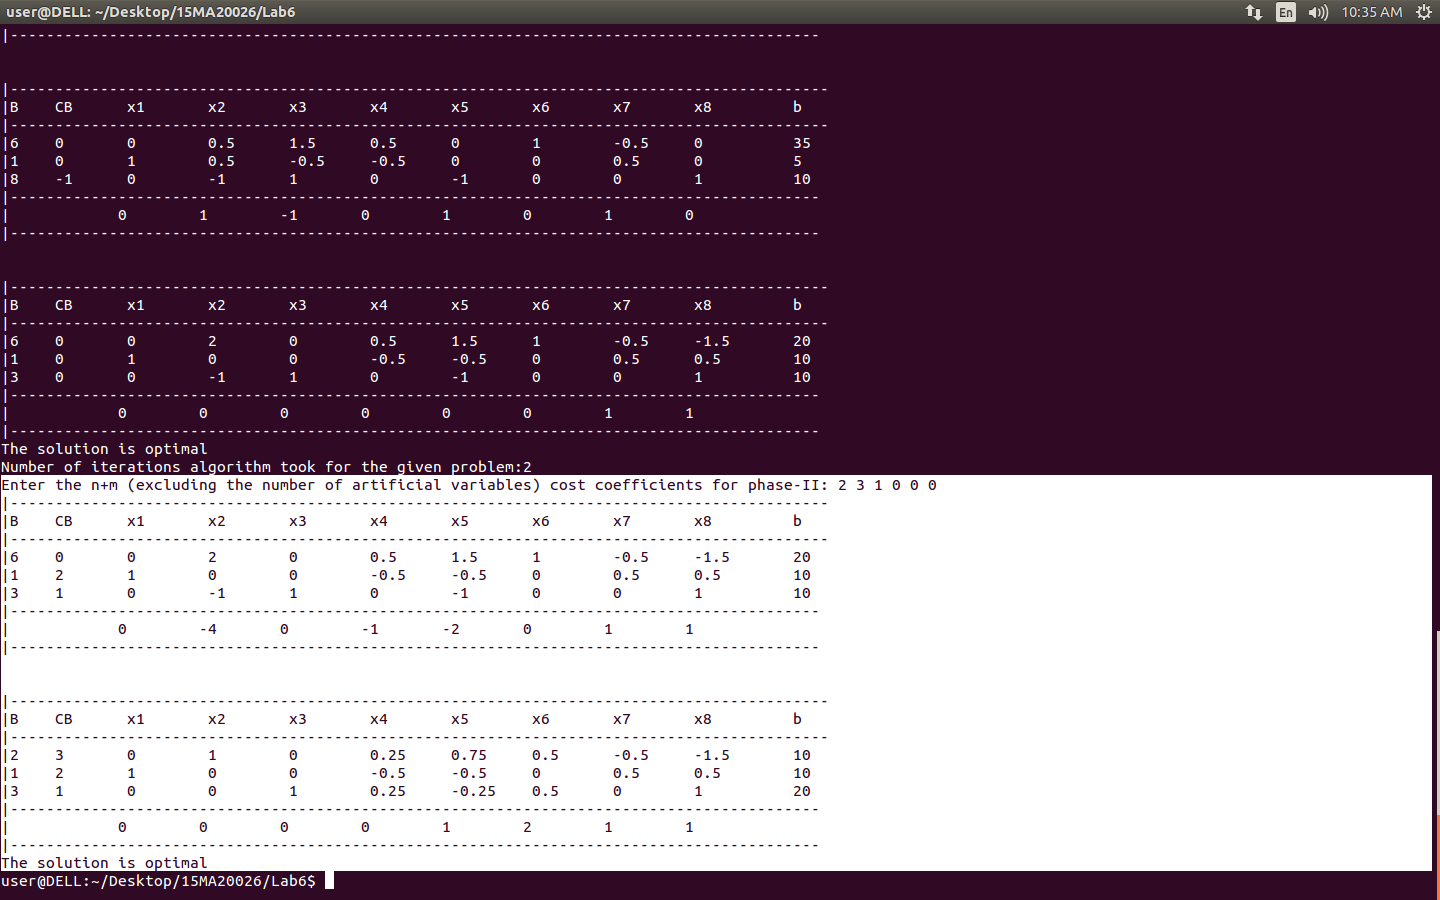 user@DELL: ~/Desktop/15MA20026/Lab6 En 10:35 AM
|------------------------------------------------------------------------------------------
|-------------------------------------------------------------------------------------------
|B    CB      x1       x2       x3       x4       x5       x6       x7       x8         b
|-------------------------------------------------------------------------------------------
|6    0       0        0.5      1.5      0.5      0        1        -0.5     0          35
|1    0       1        0.5      -0.5     -0.5     0        0        0.5      0          5
|8    -1      0        -1       1        0        -1       0        0        1          10
|------------------------------------------------------------------------------------------
|            0        1        -1       0        1        0        1        0
|------------------------------------------------------------------------------------------
|-------------------------------------------------------------------------------------------
|B    CB      x1       x2       x3       x4       x5       x6       x7       x8         b
|-------------------------------------------------------------------------------------------
|6    0       0        2        0        0.5      1.5      1        -0.5     -1.5       20
|1    0       1        0        0        -0.5     -0.5     0        0.5      0.5        10
|3    0       0        -1       1        0        -1       0        0        1          10
|------------------------------------------------------------------------------------------
|            0        0        0        0        0        0        1        1
|------------------------------------------------------------------------------------------
The solution is optimal
Number of iterations algorithm took for the given problem:2
Enter the n+m (excluding the number of artificial variables) cost coefficients for phase-II: 2 3 1 0 0 0
|------------------------------------------------------------------------------------------
|B    CB      x1       x2       x3       x4       x5       x6       x7       x8         b
|-------------------------------------------------------------------------------------------
|6    0       0        2        0        0.5      1.5      1        -0.5     -1.5       20
|1    2       1        0        0        -0.5     -0.5     0        0.5      0.5        10
|3    1       0        -1       1        0        -1       0        0        1          10
|------------------------------------------------------------------------------------------
|            0        -4       0        -1       -2       0        1        1
|------------------------------------------------------------------------------------------
|-------------------------------------------------------------------------------------------
|B    CB      x1       x2       x3       x4       x5       x6       x7       x8         b
|-------------------------------------------------------------------------------------------
|2    3       0        1        0        0.25     0.75     0.5      -0.5     -1.5       10
|1    2       1        0        0        -0.5     -0.5     0        0.5      0.5        10
|3    1       0        0        1        0.25     -0.25    0.5      0        1          20
|------------------------------------------------------------------------------------------
|            0        0        0        0        1        2        1        1
|------------------------------------------------------------------------------------------
The solution is optimal
user@DELL:~/Desktop/15MA20026/Lab6$